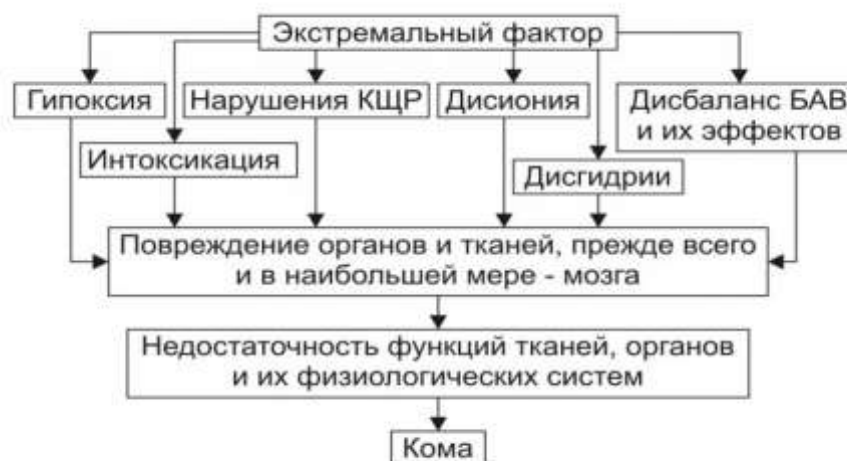 Экстремальный фактор
Гипоксия
Нарушения КЩР
Дисиония
Дисбаланс БАВ
и их эффектов
Интоксикация
Дисгидрии
Повреждение органов и тканей, прежде всего
и в наибольшей мере - мозга
Недостаточность функций тканей, органов
и их физиологических систем
Кома